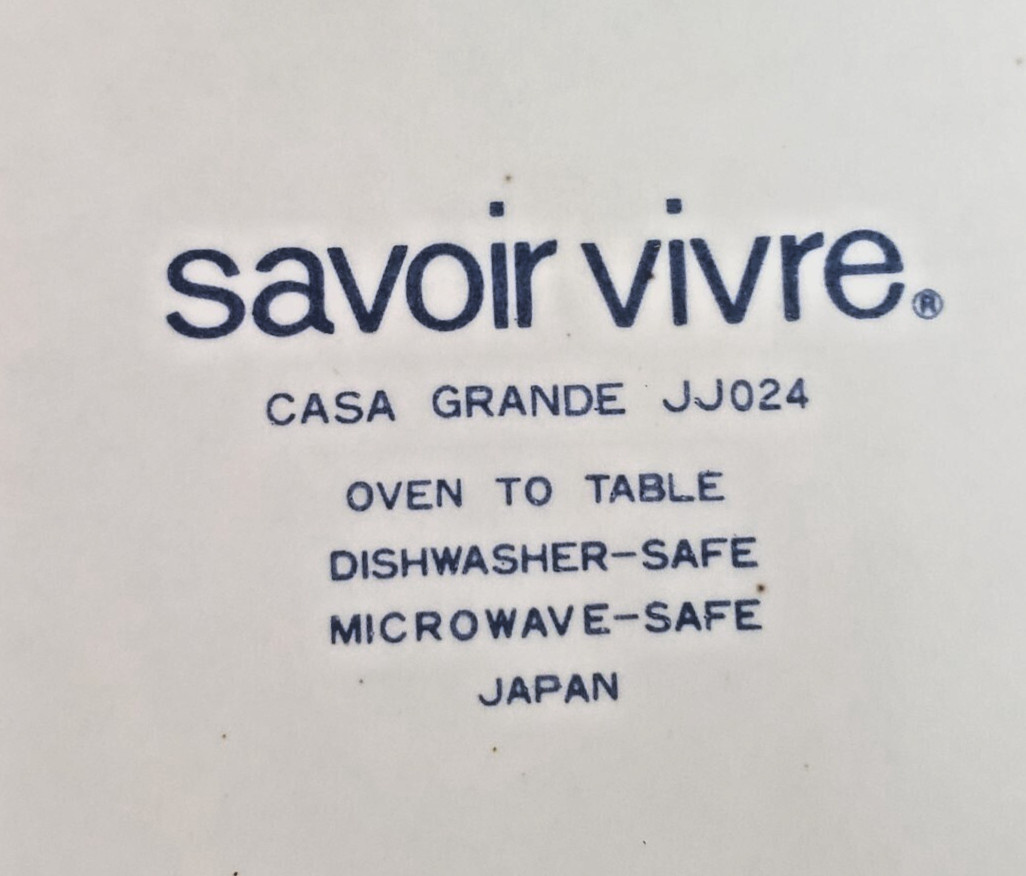 savoir vivre®
CASA GRANDE JJ024
OVEN TO TABLE
DISHWASHER-SAFE
MICROWAVE-SAFE
JAPAN